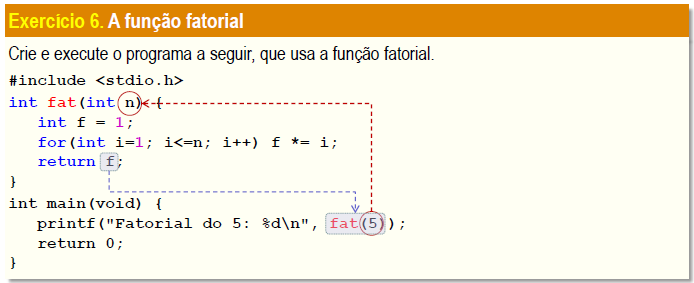 Exercício 6. A função fatorial
Crie e execute o programa a seguir, que usa a função fatorial.
#include <stdio.h>
int fat(int n) {
   int f = 1;
   for(int i=1; i<=n; i++) f *= i;
   return f;
}
int main(void) {
   printf("Fatorial do 5: %d\n", fat(5));
   return 0;
}